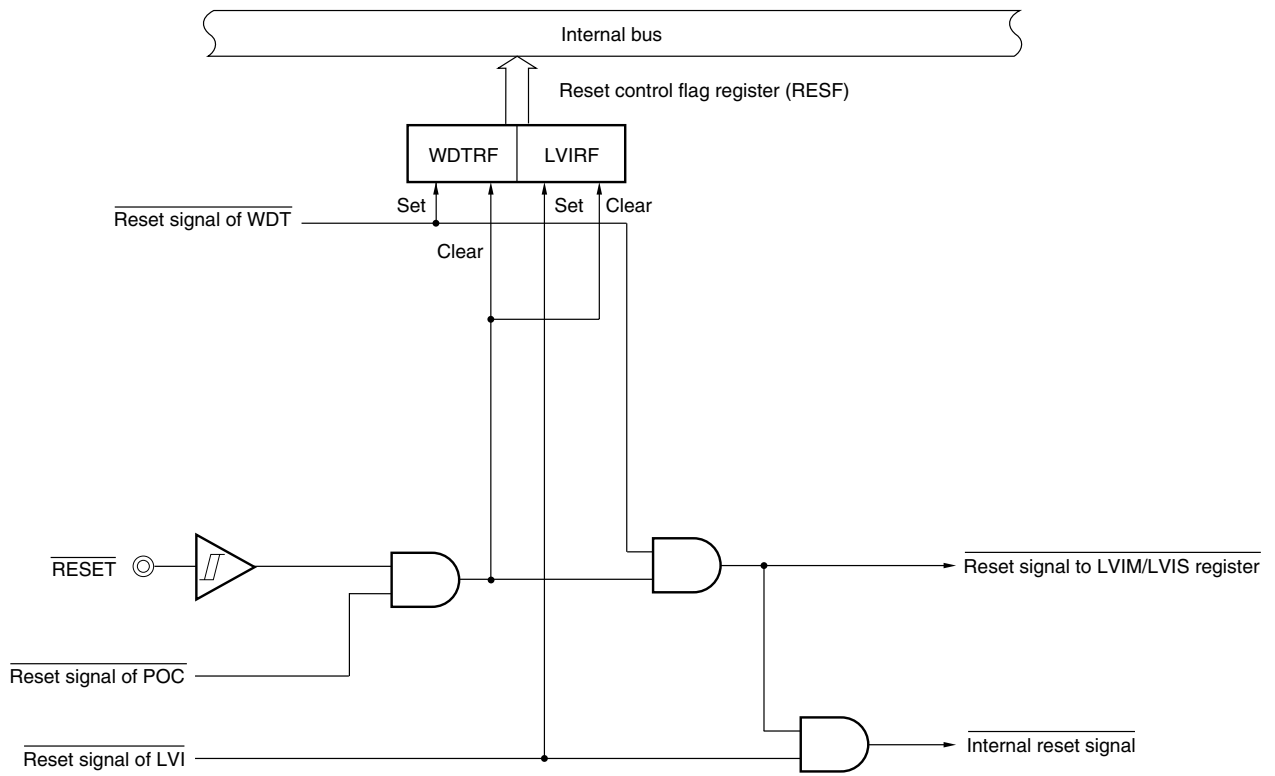 Internal bus
Reset control flag register (RESF)
WDTRF LVIRF
Set Set Clear
Reset signal of WDT
Clear
RESET
Reset signal to LVIM/LVIS register
Reset signal of POC
Internal reset signal
Reset signal of LVI